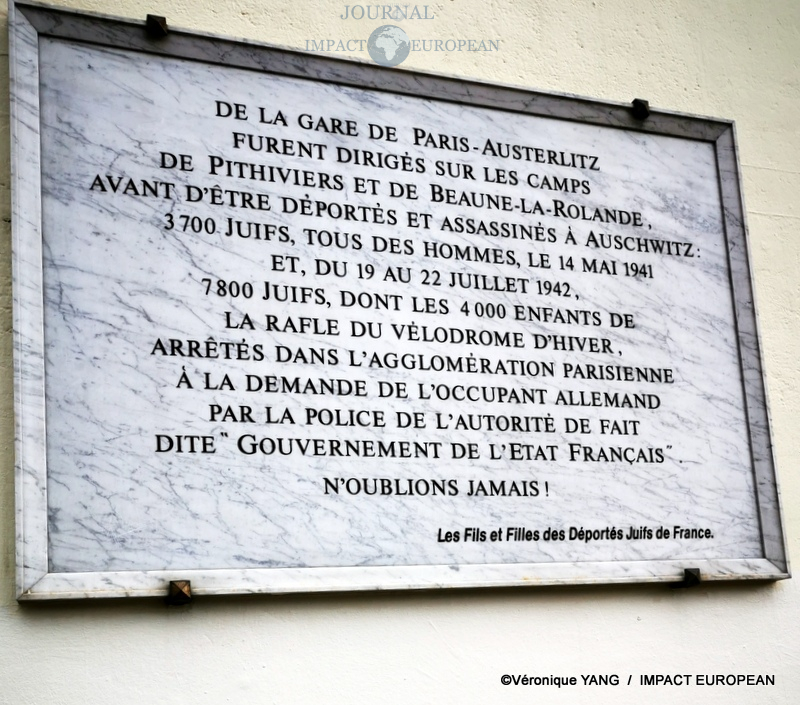 JOURNAL
IMPACT EUROPEAN
DE LA GARE DE PARIS-AUSTERLITZ
FURENT DIRIGÉS SUR LES CAMPS
DE PITHIVIERS ET DE BEAUNE-LA-ROLANDE,
AVANT D'ÊTRE DÉPORTÉS ET ASSASSINÉS À AUSCHWITZ:
3700 JUIFS, TOUS DES HOMMES, LE 14 MAI 1941
ET, DU 19 AU 22 JUILLET 1942,
7800 JUIFS, DONT LES 4000 ENFANTS DE
LA RAFLE DU VÉLODROME D'HIVER,
ARRÊTÉS DANS L'AGGLOMÉRATION PARISIENNE
À LA DEMANDE DE L'OCCUPANT ALLEMAND
PAR LA POLICE DE L'AUTORITÉ DE FAIT
DITE "GOUVERNEMENT DE L'ETAT FRANÇAIS".
N'OUBLIONS JAMAIS!
Les Fils et Filles des Déportés Juifs de France.
©Véronique YANG / IMPACT EUROPEAN